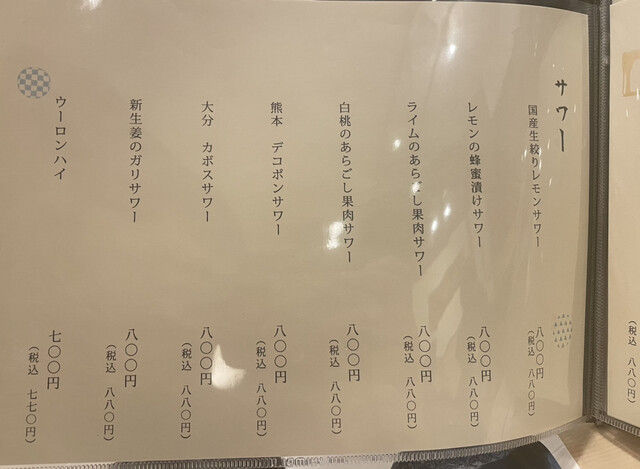 サワー
国産生絞りレモンサワー
八〇〇円
（税込 八八〇円）
レモンの蜂蜜漬けサワー
八〇〇円
（税込 八八〇円）
ライムのあらごし果肉サワー
八〇〇円
（税込 八八〇円）
白桃のあらごし果肉サワー
八〇〇円
（税込 八八〇円）
熊本 デコポンサワー
八〇〇円
（税込 八八〇円）
大分 カボスサワー
八〇〇円
（税込 八八〇円）
新生姜のガリサワー
八〇〇円
（税込 八八〇円）
ウーロンハイ
七〇〇円
（税込 七七〇円）